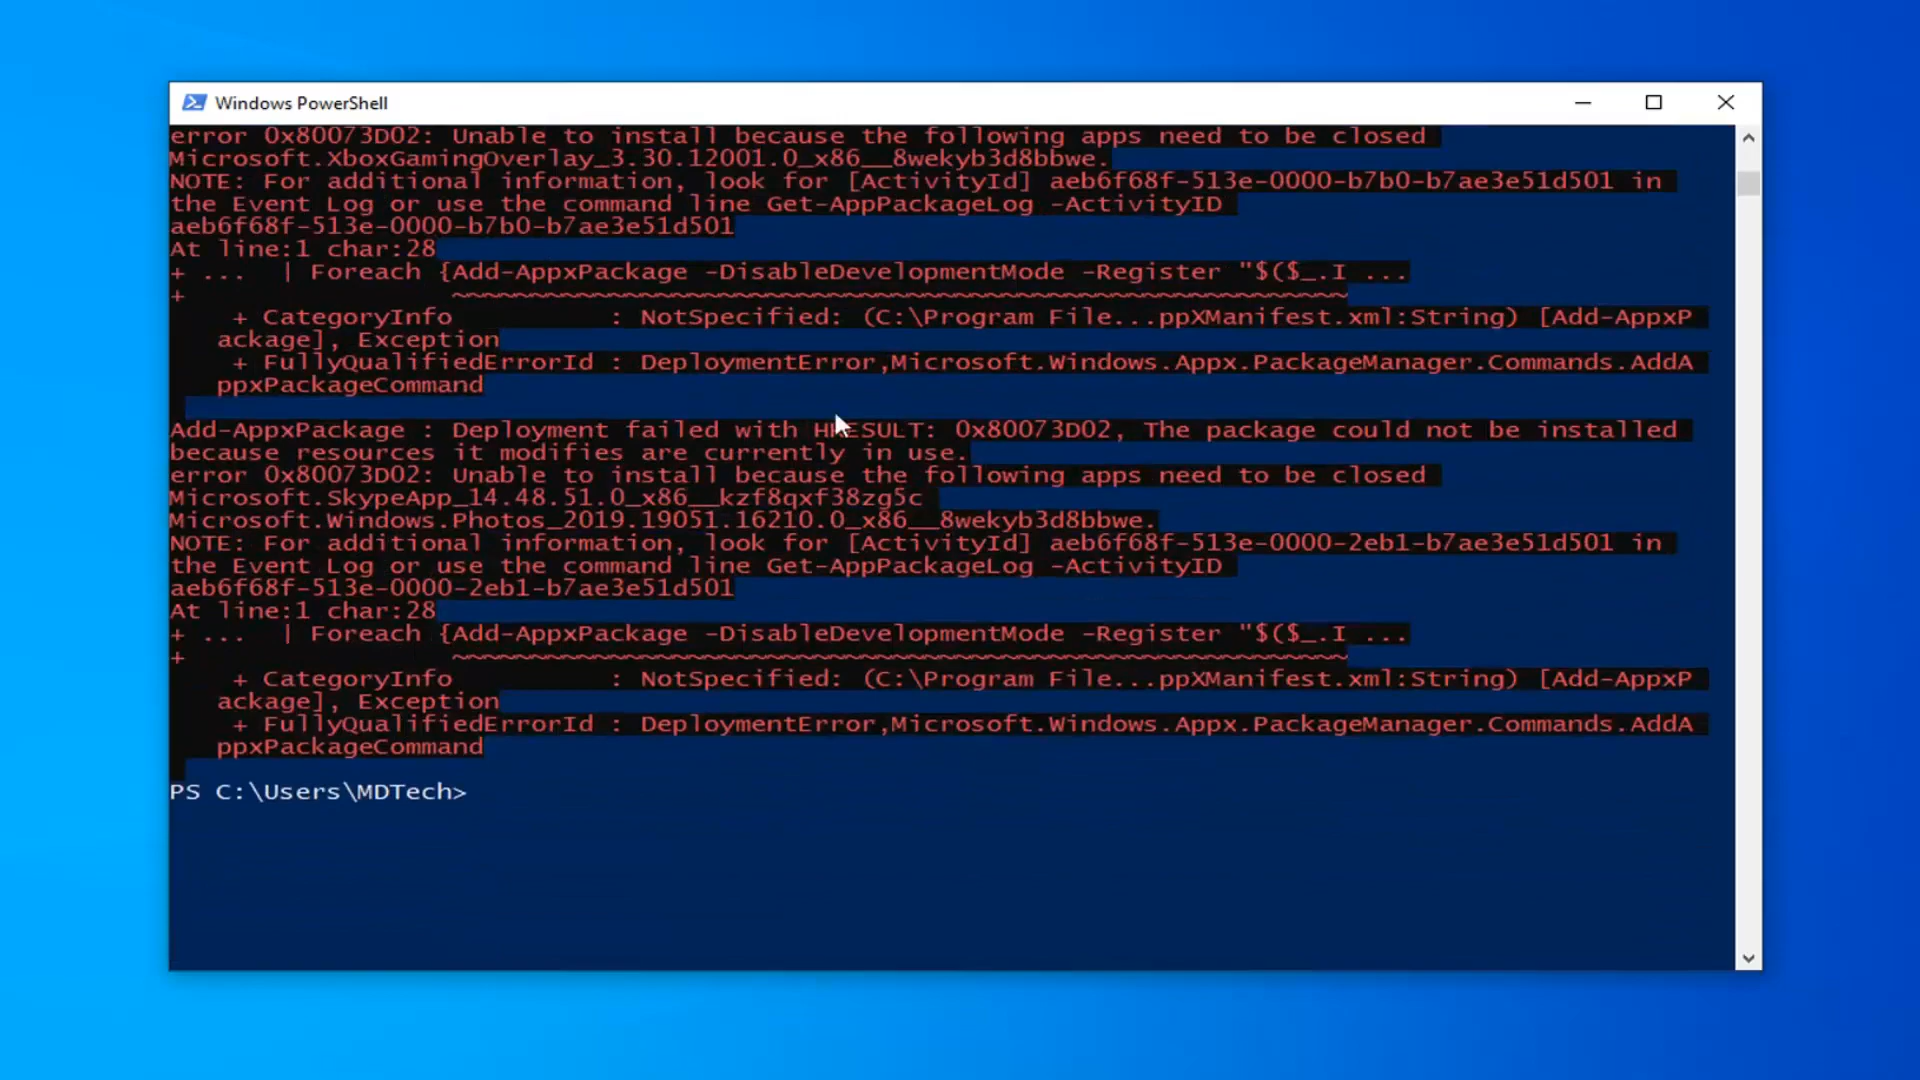 Windows PowerShell
error 0x80073D02: Unable to install because the following apps need to be closed
Microsoft.XboxGamingOverlay_3.30.12001.0_x86__8wekyb3d8bbwe.
NOTE: For additional information, look for [ActivityId] aeb6f68f-513e-0000-b7b0-b7ae3e51d501 in
the Event Log or use the command line Get-AppPackageLog -ActivityID
aeb6f68f-513e-0000-b7b0-b7ae3e51d501
At line:1 char:28
+ ...  | Foreach {Add-AppxPackage -DisableDevelopmentMode -Register "$($_.I ...
+                 ~~~~~~~~~~~~~~~~~~~~~~~~~~~~~~~~~~~~~~~~~~~~~~~~~~~~~~~~~
    + CategoryInfo          : NotSpecified: (C:\Program File...ppXManifest.xml:String) [Add-AppxP
   ackage], Exception
    + FullyQualifiedErrorId : DeploymentError,Microsoft.Windows.Appx.PackageManager.Commands.AddA
   ppxPackageCommand
Add-AppxPackage : Deployment failed with HRESULT: 0x80073D02, The package could not be installed
because resources it modifies are currently in use.
error 0x80073D02: Unable to install because the following apps need to be closed
Microsoft.SkypeApp_14.48.51.0_x86__kzf8qxf38zg5c
Microsoft.Windows.Photos_2019.19051.16210.0_x86__8wekyb3d8bbwe.
NOTE: For additional information, look for [ActivityId] aeb6f68f-513e-0000-2eb1-b7ae3e51d501 in
the Event Log or use the command line Get-AppPackageLog -ActivityID
aeb6f68f-513e-0000-2eb1-b7ae3e51d501
At line:1 char:28
+ ...  | Foreach {Add-AppxPackage -DisableDevelopmentMode -Register "$($_.I ...
+                 ~~~~~~~~~~~~~~~~~~~~~~~~~~~~~~~~~~~~~~~~~~~~~~~~~~~~~~~~~
    + CategoryInfo          : NotSpecified: (C:\Program File...ppXManifest.xml:String) [Add-AppxP
   ackage], Exception
    + FullyQualifiedErrorId : DeploymentError,Microsoft.Windows.Appx.PackageManager.Commands.AddA
   ppxPackageCommand
PS C:\Users\MDTech>